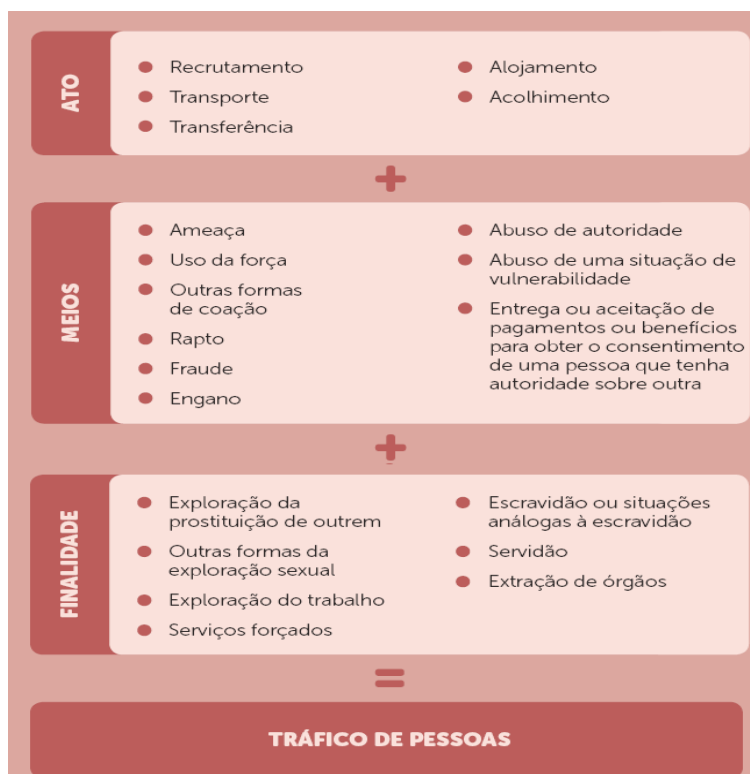 ATO
Recrutamento
Transporte
Transferência
Alojamento
Acolhimento
+
MEIOS
Ameaça
Uso da força
Outras formas
de coação
Rapto
Fraude
Engano
Abuso de autoridade
Abuso de uma situação de
vulnerabilidade
Entrega ou aceitação de
pagamentos ou benefícios
para obter o consentimento
de uma pessoa que tenha
autoridade sobre outra
+
FINALIDADE
Exploração da
prostituição de outrem
Outras formas da
exploração sexual
Exploração do trabalho
Serviços forçados
Escravidão ou situações
análogas à escravidão
Servidão
Extração de órgãos
=
TRÁFICO DE PESSOAS